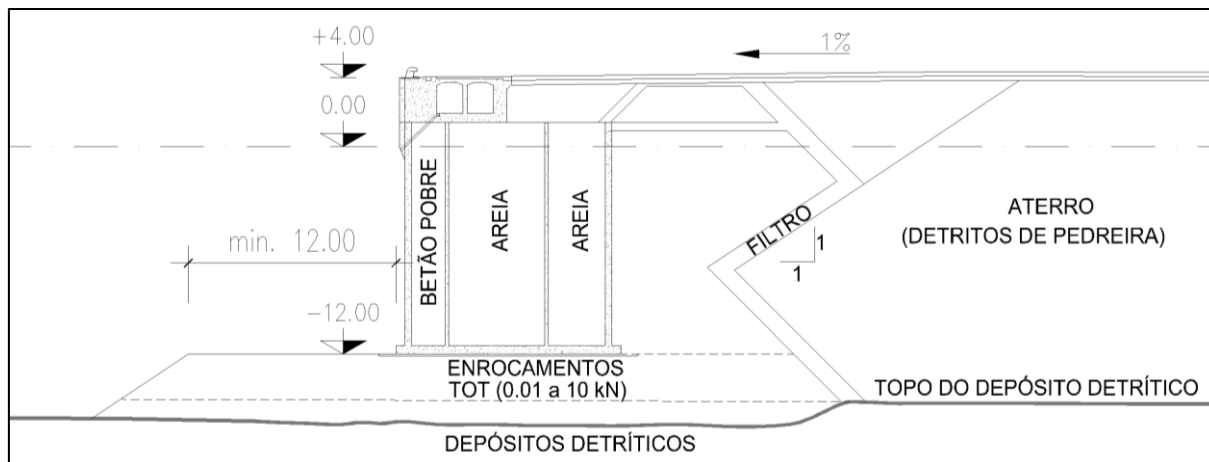 +4.00
1%
0.00
BETÃO POBRE
AREIA
AREIA
FILTRO
1
1
ATERRO
(DETRITOS DE PEDREIRA)
min. 12.00
-12.00
ENROCAMENTOS
TOT (0.01 a 10 kN)
TOPO DO DEPÓSITO DETRÍTICO
DEPÓSITOS DETRÍTICOS